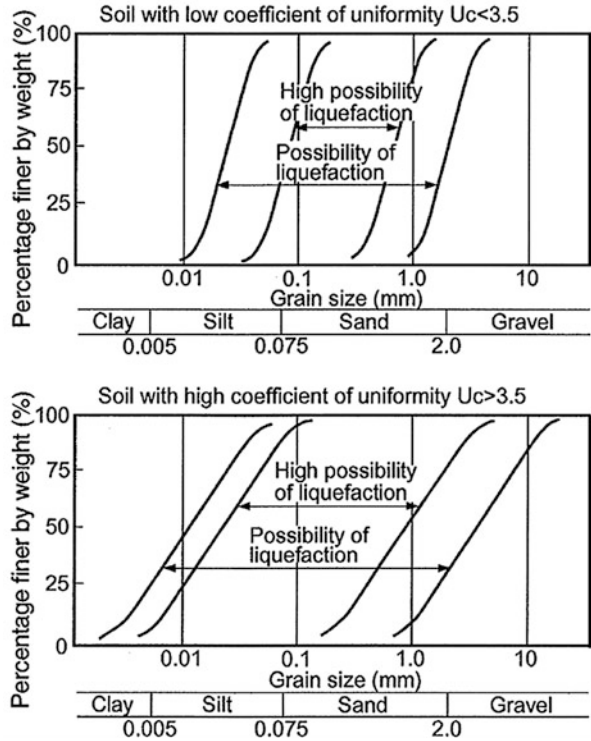 Soil with low coefficient of uniformity Uc<3.5
Percentage finer by weight (%)
100
75
50
25
0
High possibility
of liquefaction
Possibility of
liquefaction
0.01
0.1
1.0
10
Grain size (mm)
Clay
Silt
Sand
Gravel
0.005
0.075
2.0
Soil with high coefficient of uniformity Uc>3.5
Percentage finer by weight (%)
100
75
50
25
0
High possibility
of liquefaction
Possibility of
liquefaction
0.01
0.1
1.0
10
Grain size (mm)
Clay
Silt
Sand
Gravel
0.005
0.075
2.0